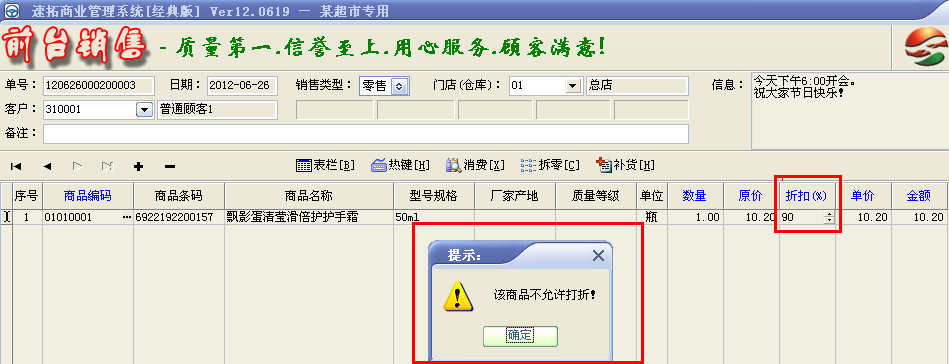 速拓商业管理系统[经典版] Ver12.0619 － 某超市专用
前台销售 - 质量第一.信誉至上.用心服务.顾客满意!
单号： 120626000200003 日期： 2012-06-26 销售类型： 零售 门店(仓库)： 01 总店 信息： 今天下午6:00开会。
祝大家节日快乐!
客户： 310001 普通顾客1
备注：
表栏[B] 热键[H] 消费[X] 拆零[C] 补货[M]
序号 商品编码 商品条码 商品名称 型号规格 厂家产地 质量等级 单位 数量 原价 折扣(%) 单价 金额
1 01010001 ··· 6922192200157 飘影蛋清莹滑倍护护手霜 50ml 瓶 1.00 10.20 90 10.20 10.20
提示：
该商品不允许打折!
确定